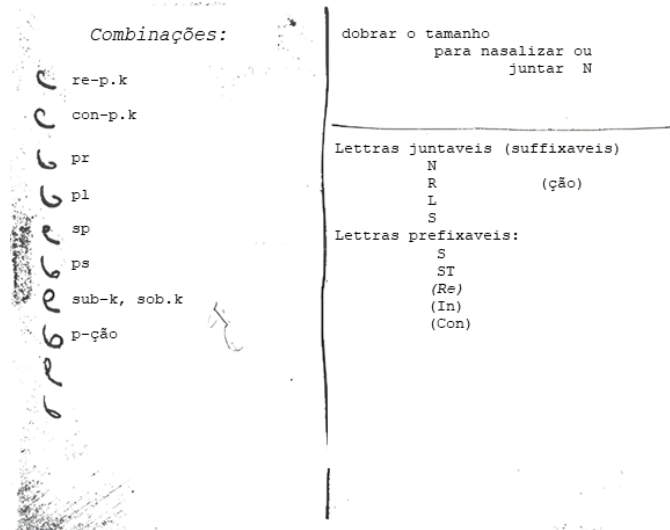 Combinações:
re-p.k
con-p.k
pr
pl
sp
ps
sub-k, sob.k
p-ção
dobrar o tamanho
para nasalizar ou
juntar N
Lettras juntaveis (suffixaveis)
N
R (ção)
L
S
Lettras prefixaveis:
S
ST
(Re)
(In)
(Con)